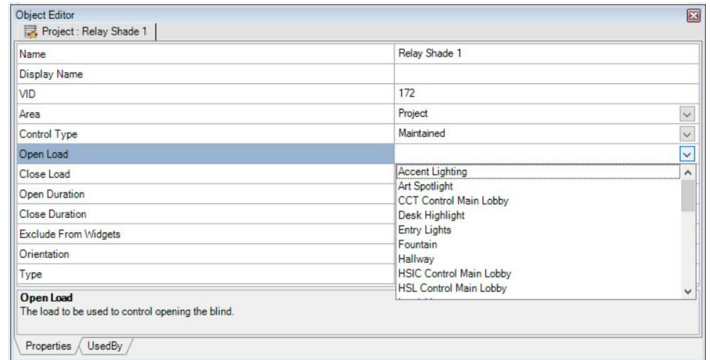 Object Editor
Project : Relay Shade 1
Name Relay Shade 1
Display Name
VID 172
Area Project
Control Type Maintained
Open Load
Close Load Accent Lighting
Open Duration Art Spotlight
CCT Control Main Lobby
Close Duration Desk Highlight
Exclude From Widgets Entry Lights
Fountain
Orientation Hallway
Type HSIC Control Main Lobby
HSL Control Main Lobby
Open Load
The load to be used to control opening the blind.
Properties UsedBy